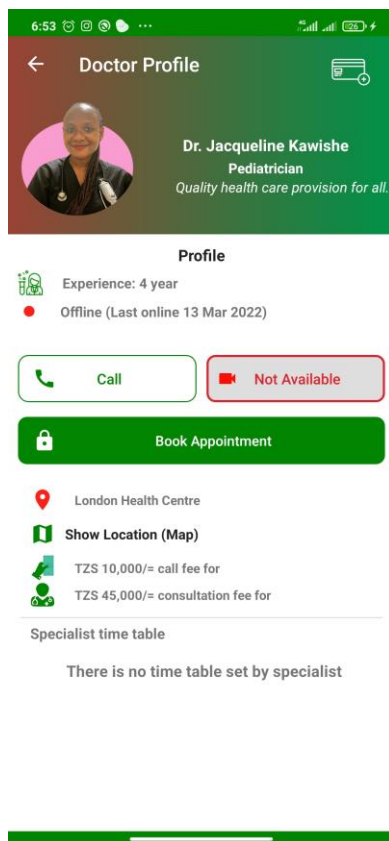 6:53
4G
26
Doctor Profile
Dr. Jacqueline Kawishe
Pediatrician
Quality health care provision for all.
Profile
Experience: 4 year
Offline (Last online 13 Mar 2022)
Call
Not Available
Book Appointment
London Health Centre
Show Location (Map)
TZS 10,000/= call fee for
TZS 45,000/= consultation fee for
Specialist time table
There is no time table set by specialist